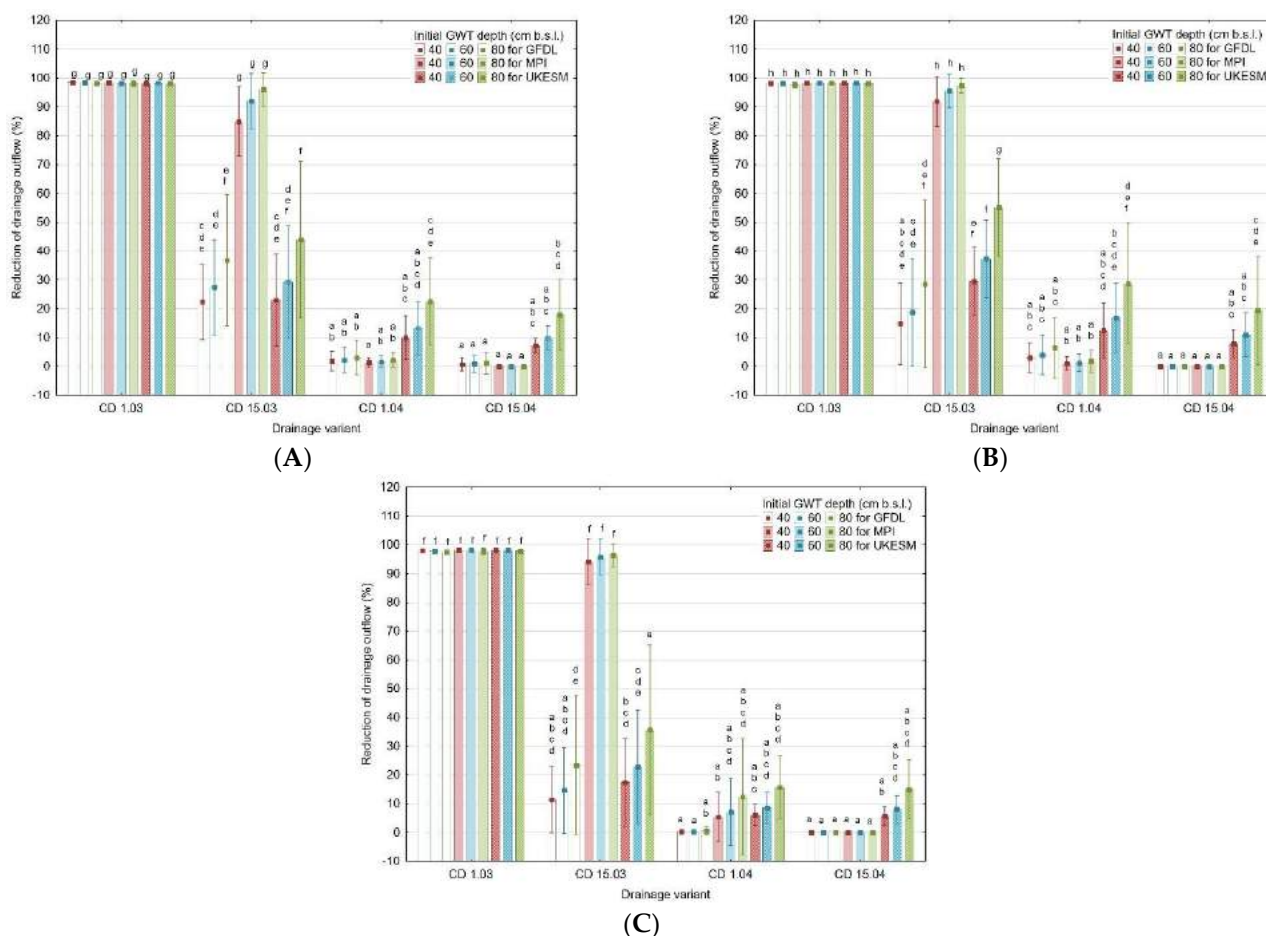 120
110
100
90
80
70
60
50
40
30
20
10
0
-10
Reduction of drainage outflow (%)
Initial GWT depth (cm b.s.l.)
40 60 80 for GFDL
40 60 80 for MPI
40 60 80 for UKESM
g g g g g g g g g
c d e
d e
e f
g g g
c d e
d e f
f
a b
a b
a b
a
a b
a b
a b c
a b c d
c d e
a a a a a a
a b c
a b c
b c d
CD 1.03 CD 15.03 CD 1.04 CD 15.04
Drainage variant
(A)
120
110
100
90
80
70
60
50
40
30
20
10
0
-10
Reduction of drainage outflow (%)
Initial GWT depth (cm b.s.l.)
40 60 80 for GFDL
40 60 80 for MPI
40 60 80 for UKESM
h h h h h h h h h
a b c d e
d e
d e f
h h h
e f
f
g
a b c
a b c
a b c
a b
a b
a b
a b c d
b c d e
d e f
a a a a a a
a b c
a b c
c d e
CD 1.03 CD 15.03 CD 1.04 CD 15.04
Drainage variant
(B)
120
110
100
90
80
70
60
50
40
30
20
10
0
-10
Reduction of drainage outflow (%)
Initial GWT depth (cm b.s.l.)
40 60 80 for GFDL
40 60 80 for MPI
40 60 80 for UKESM
f f f f f f f f f
a b c d
a b c d
d e
f f f
b c d
c d e
a a
a b
a b
a b c d
a b c d
a b c
a b c d
a b c d
a a a a a a
a b
a b c d
a b c d
CD 1.03 CD 15.03 CD 1.04 CD 15.04
Drainage variant
(C)